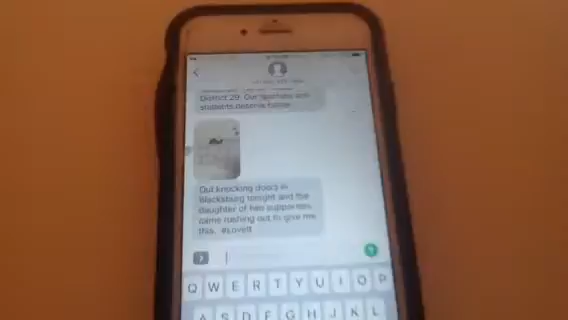 District 29. Our teachers and
students deserve better
Out knocking doors in
Blacksburg tonight and the
daughter of two supporters
came rushing out to give me
this. #LoveIt
Q W E R T Y U I O P
A S D F G H J K L